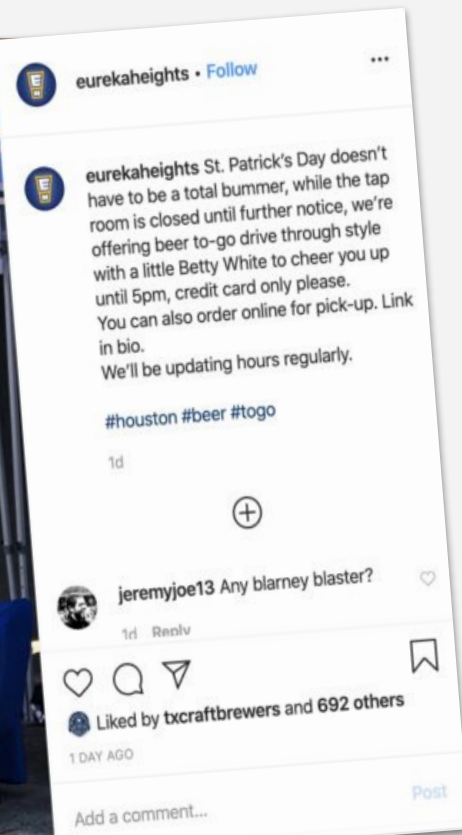 eurekaheights • Follow
eurekaheights St. Patrick's Day doesn't
have to be a total bummer, while the tap
room is closed until further notice, we're
offering beer to-go drive through style
with a little Betty White to cheer you up
until 5pm, credit card only please.
You can also order online for pick-up. Link
in bio.
We'll be updating hours regularly.
#houston #beer #togo
1d
jeremyjoe13 Any blarney blaster?
1d Reply
Liked by txcraftbrewers and 692 others
1 DAY AGO
Add a comment...
Post